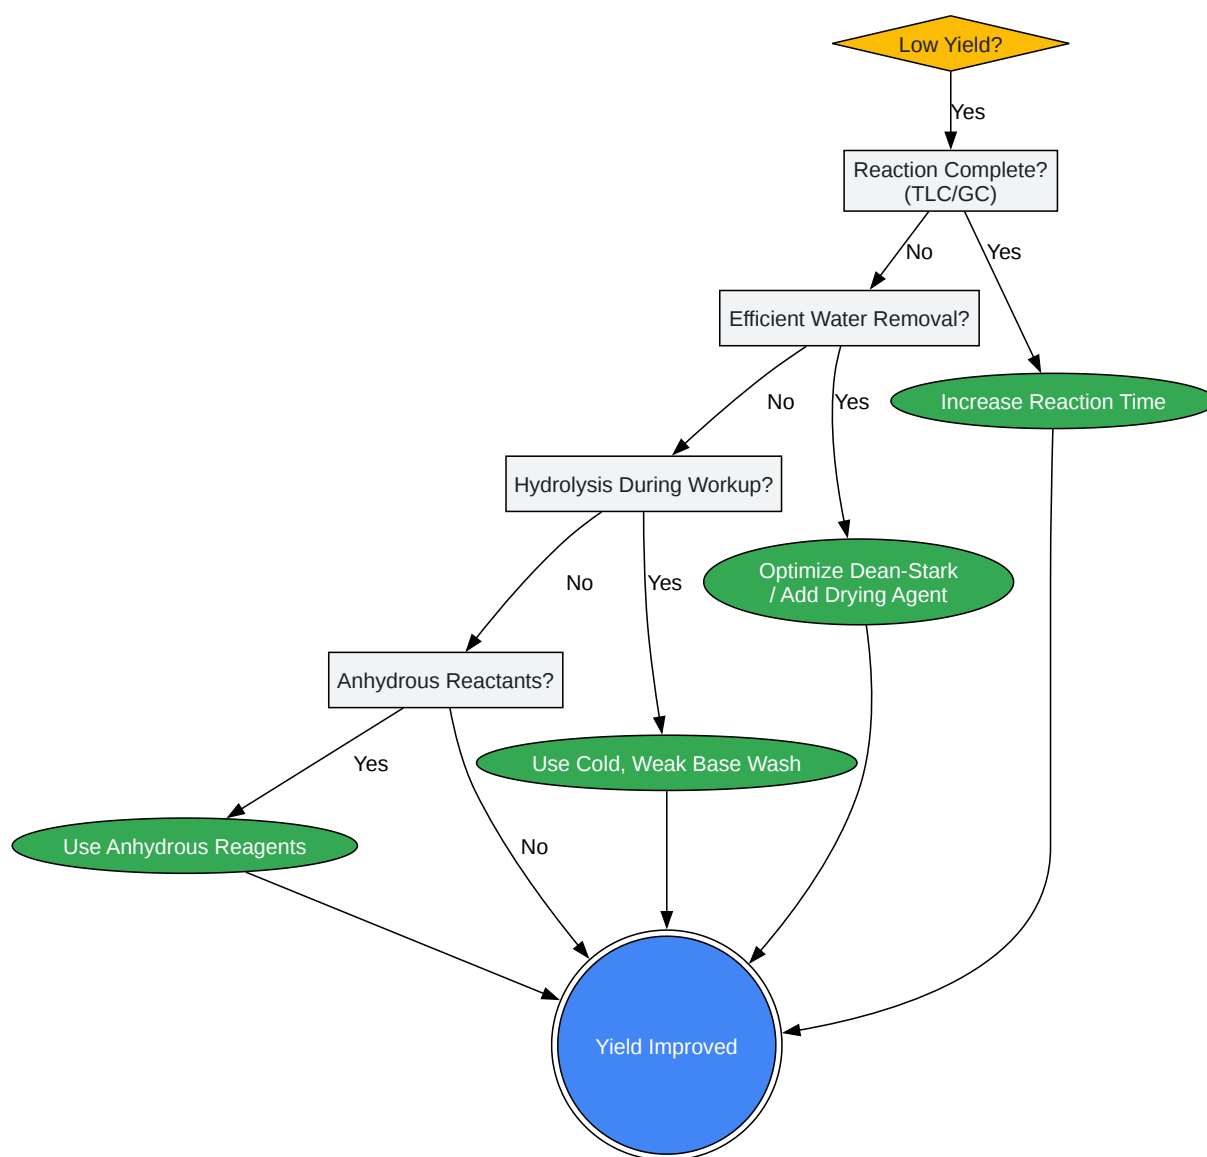 Low Yield?
Yes
Reaction Complete?
(TLC/GC)
No
Yes
Efficient Water Removal?
No
Yes
Increase Reaction Time
Hydrolysis During Workup?
No
Yes
Optimize Dean-Stark
/ Add Drying Agent
Anhydrous Reactants?
Yes
Use Cold, Weak Base Wash
No
Use Anhydrous Reagents
Yield Improved